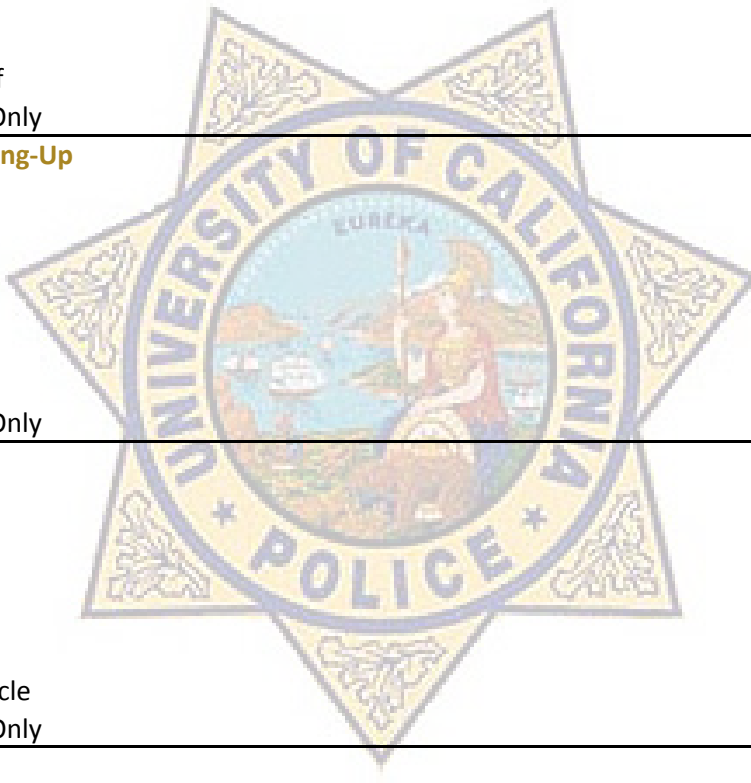 f
Only
ng-Up
UNIVERSITY OF CALIFORNIA
EUREKA
Only
* POLICE *
cle
Only